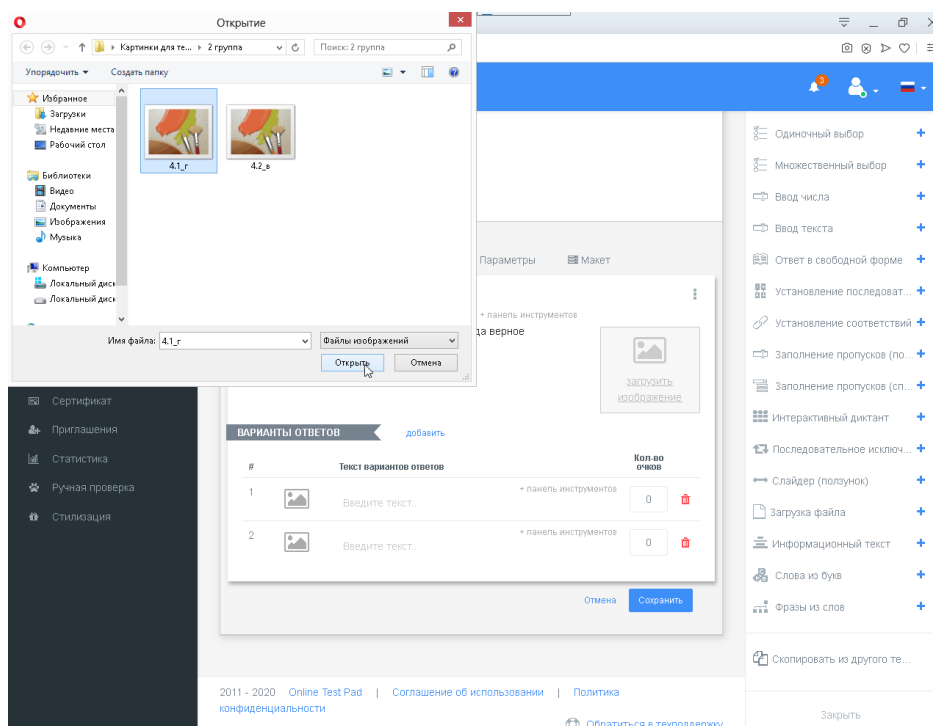 Открытие
Картинки для те... ▸ 2 группа
Поиск: 2 группа
Упорядочить
Создать папку
Избранное
Загрузки
Недавние места
Рабочий стол
Библиотеки
Видео
Документы
Изображения
Музыка
Компьютер
Локальный диск
Локальный диск
4.1_г
4.2_в
Имя файла: 4.1_г
Файлы изображений
Открыть
Отмена
3
Параметры
Макет
+ панель инструментов
да верное
загрузить
изображение
Сертификат
Приглашения
Статистика
Ручная проверка
Стилизация
ВАРИАНТЫ ОТВЕТОВ
добавить
# Текст вариантов ответов Кол-во
очков
1 Введите текст... + панель инструментов 0
2 Введите текст... + панель инструментов 0
Отмена
Сохранить
Одиночный выбор +
Множественный выбор +
Ввод числа +
Ввод текста +
Ответ в свободной форме +
Установление последоват... +
Установление соответствий +
Заполнение пропусков (по... +
Заполнение пропусков (сп... +
Интерактивный диктант +
Последовательное исключ... +
Слайдер (ползунок) +
Загрузка файла +
Информационный текст +
Слова из букв +
Фразы из слов +
Скопировать из другого те...
Закрыть
2011 - 2020 Online Test Pad | Соглашение об использовании | Политика
конфиденциальности
Обратиться в техподдержку